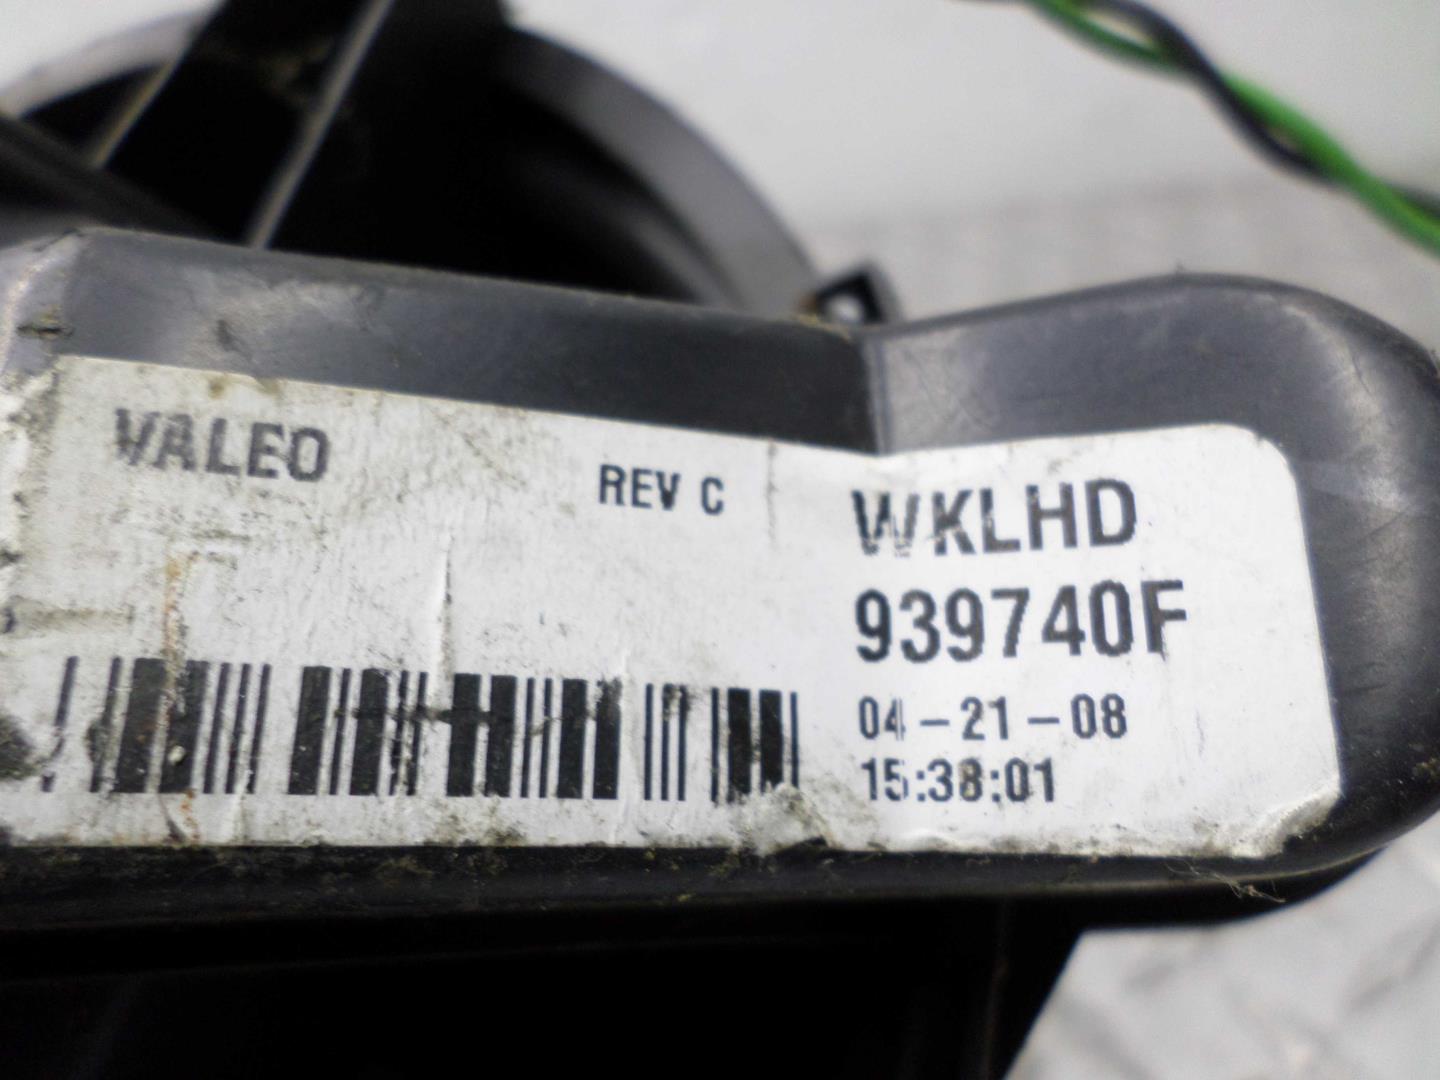 VALEO
REV C
WKLHD
939740F
04-21-08
15:38:01